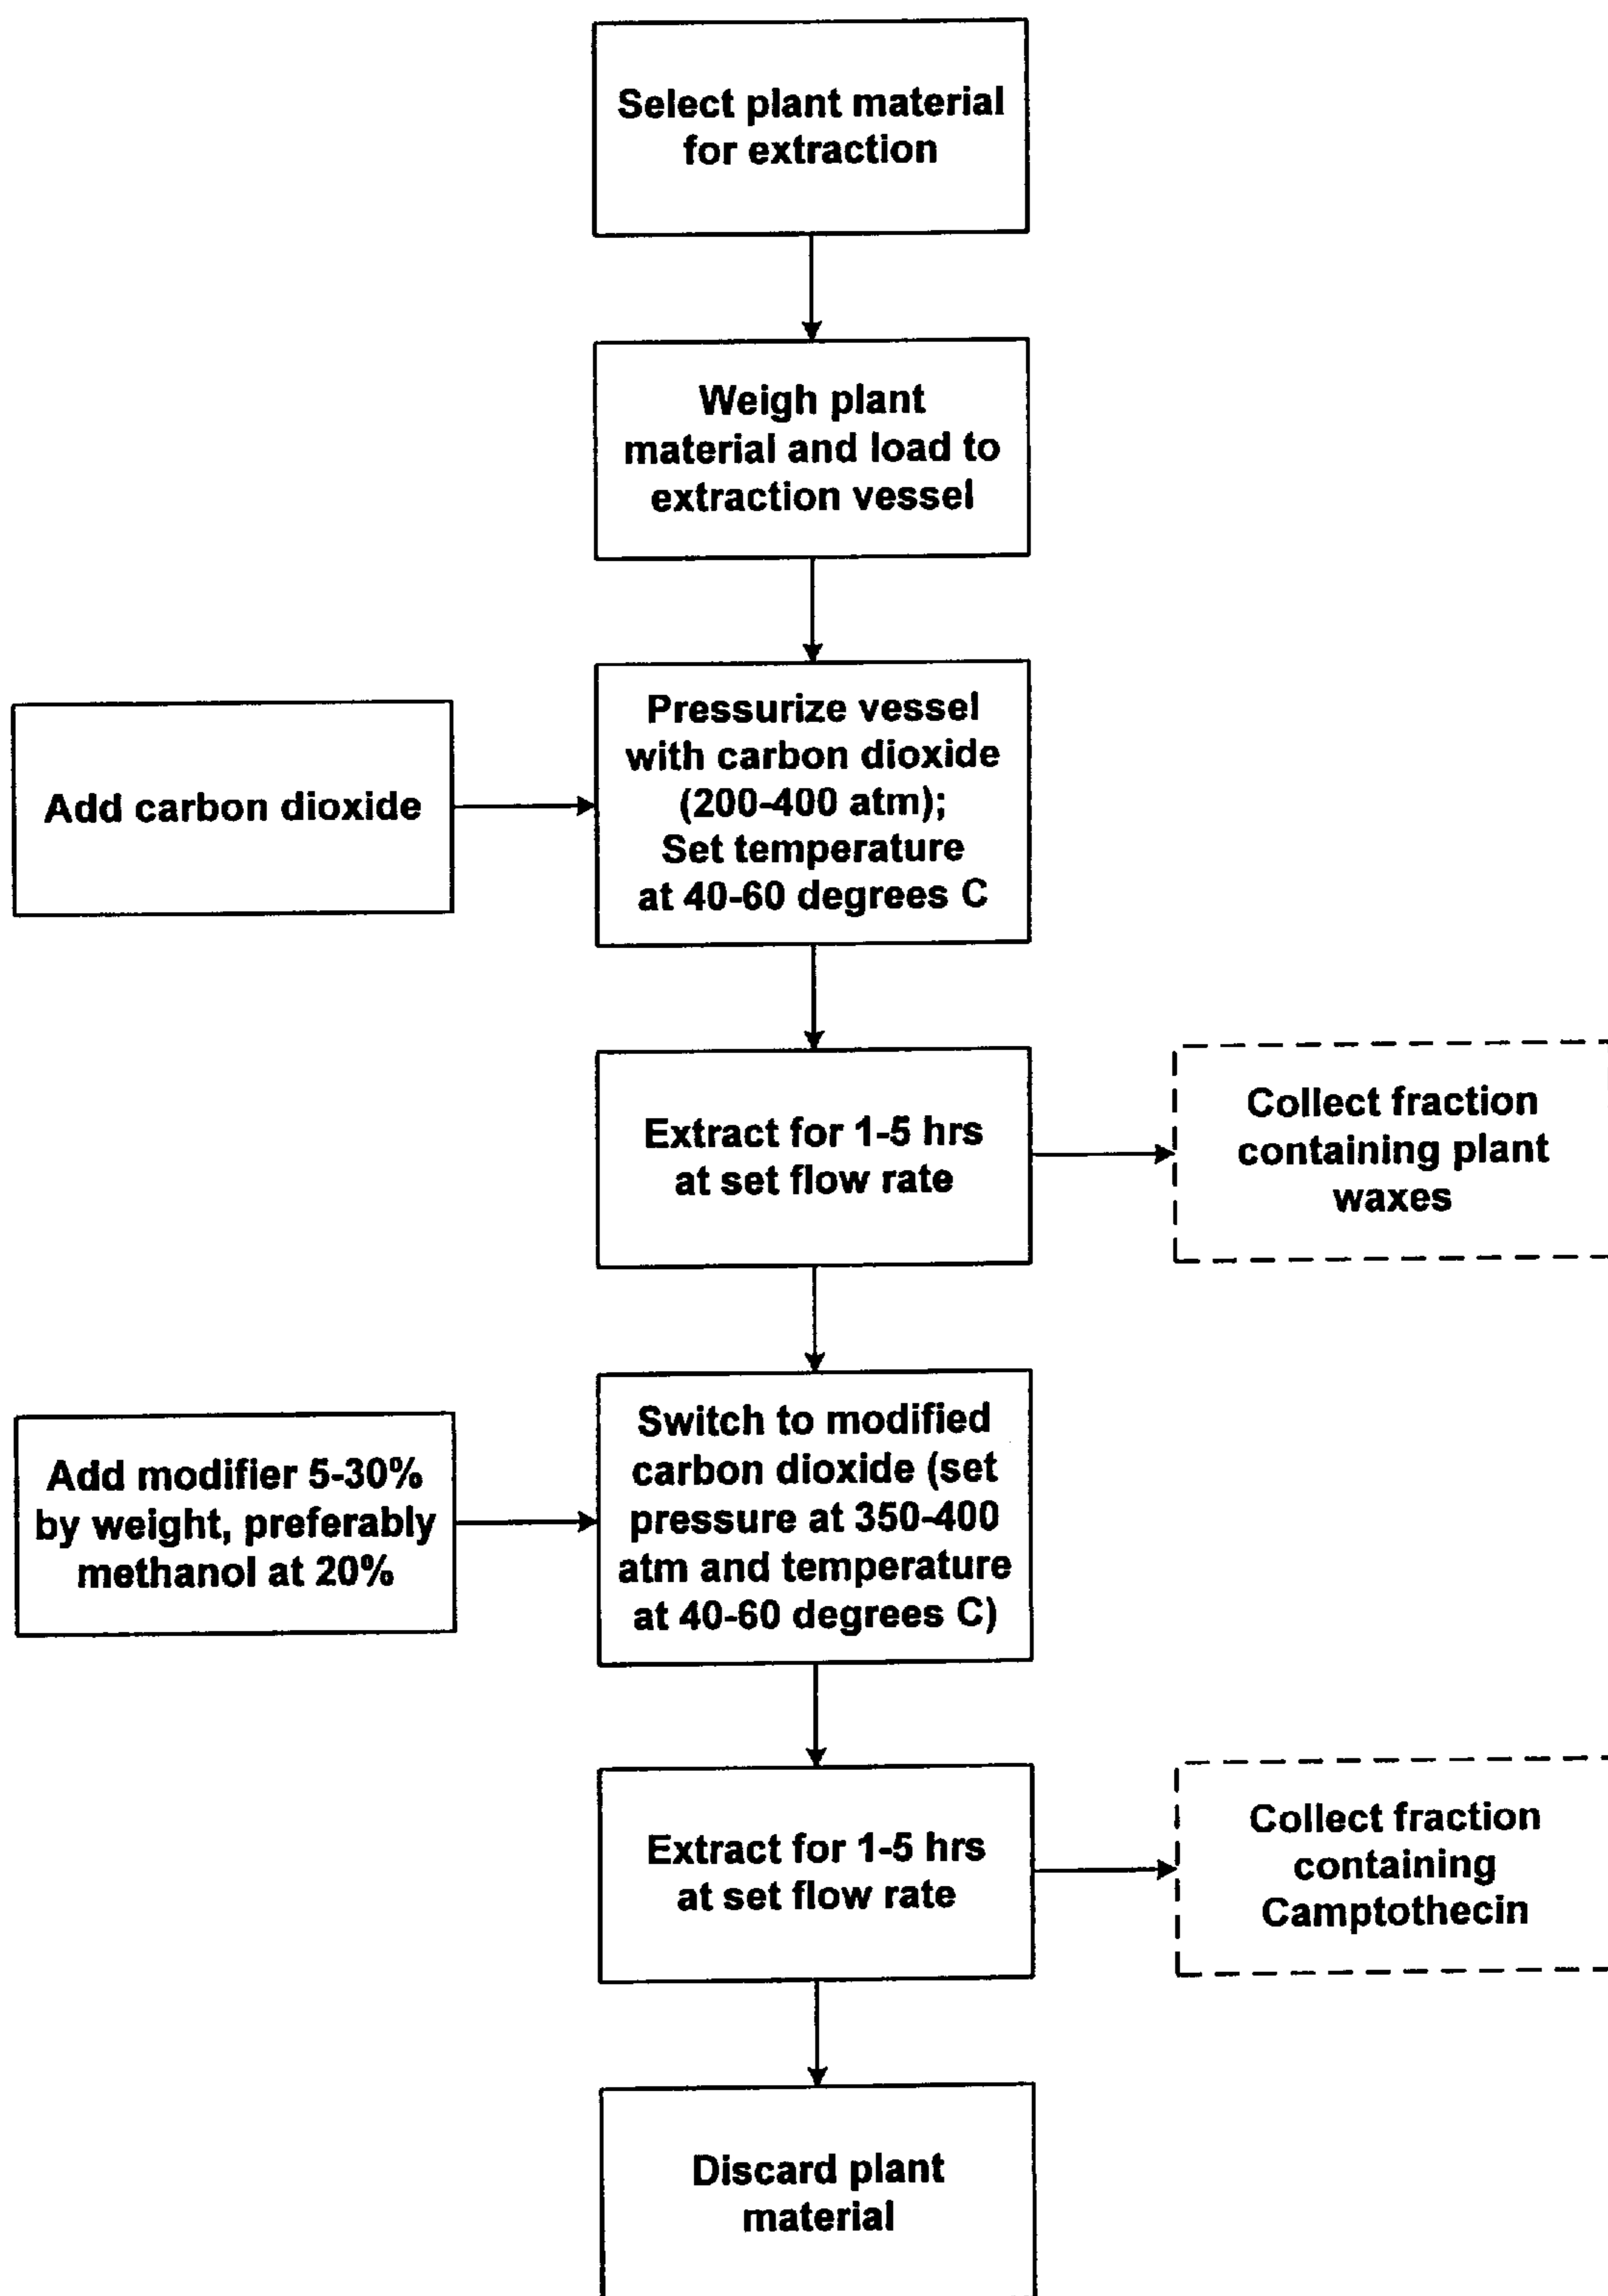 Select plant material
for extraction
Weigh plant
material and load to
extraction vessel
Add carbon dioxide
Pressurize vessel
with carbon dioxide
(200-400 atm);
Set temperature
at 40-60 degrees C
Extract for 1-5 hrs
at set flow rate
Collect fraction
containing plant
waxes
Add modifier 5-30%
by weight, preferably
methanol at 20%
Switch to modified
carbon dioxide (set
pressure at 350-400
atm and temperature
at 40-60 degrees C)
Extract for 1-5 hrs
at set flow rate
Collect fraction
containing
Camptothecin
Discard plant
material